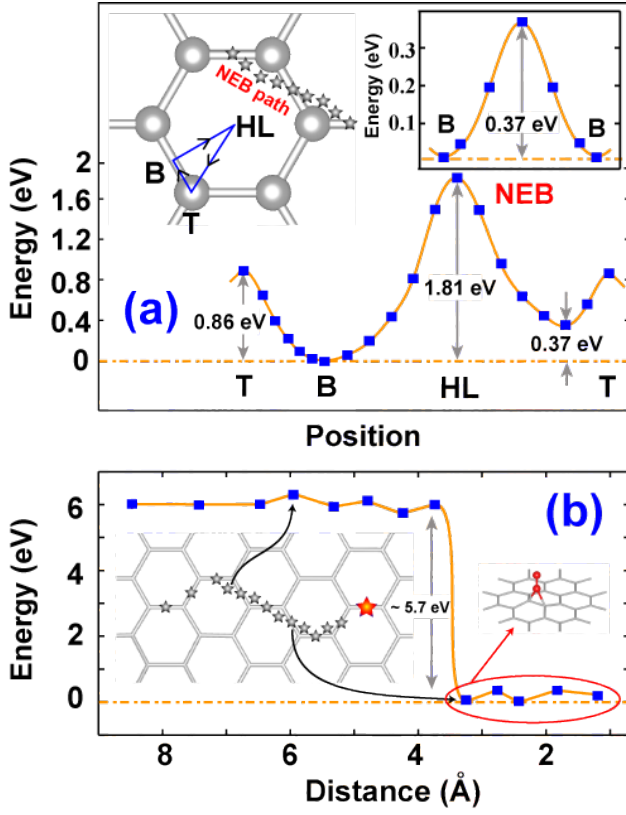 NEB path
HL
B
T
Energy (eV)
0.3
0.2
0.1
B
B
0.37 eV
Energy (eV)
2
1.6
1.2
0.8
0.4
0
(a)
NEB
0.86 eV
1.81 eV
0.37 eV
T
B
HL
T
Position
Energy (eV)
6
4
2
0
(b)
~ 5.7 eV
8
6
4
2
Distance (Å)